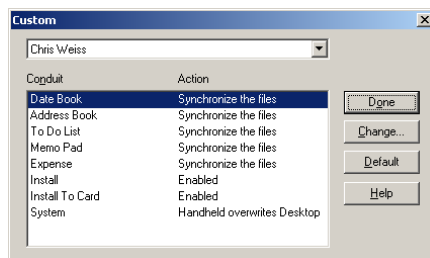 Custom
Chris Weiss
Conduit Action
Date Book Synchronize the files
Address Book Synchronize the files
To Do List Synchronize the files
Memo Pad Synchronize the files
Expense Synchronize the files
Install Enabled
Install To Card Enabled
System Handheld overwrites Desktop
Done
Change...
Default
Help